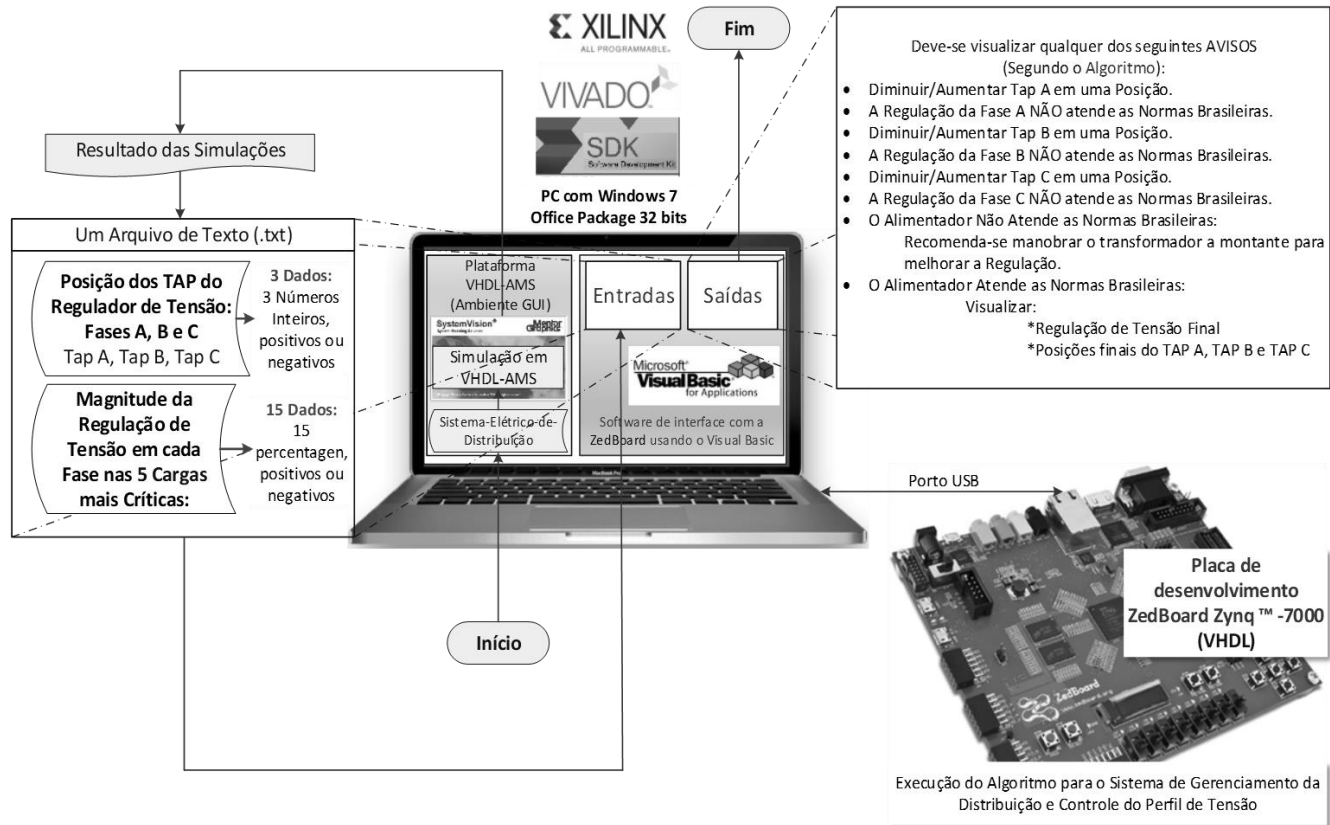 XILINX
ALL PROGRAMMABLE.
VIVADO
SDK
Software Development Kit
PC com Windows 7
Office Package 32 bits
Fim
Deve-se visualizar qualquer dos seguintes AVISOS
(Segundo o Algoritmo):
• Diminuir/Aumentar Tap A em uma Posição.
• A Regulação da Fase A NÃO atende as Normas Brasileiras.
• Diminuir/Aumentar Tap B em uma Posição.
• A Regulação da Fase B NÃO atende as Normas Brasileiras.
• Diminuir/Aumentar Tap C em uma Posição.
• A Regulação da Fase C NÃO atende as Normas Brasileiras.
• O Alimentador Não Atende as Normas Brasileiras:
Recomenda-se manobrar o transformador a montante para
melhorar a Regulação.
• O Alimentador Atende as Normas Brasileiras:
Visualizar:
*Regulação de Tensão Final
*Posições finais do TAP A, TAP B e TAP C
Resultado das Simulações
Um Arquivo de Texto (.txt)
Posição dos TAP do
Regulador de Tensão:
Fases A, B e C
Tap A, Tap B, Tap C
3 Dados:
3 Números
Inteiros,
positivos ou
negativos
Magnitude da
Regulação de
Tensão em cada
Fase nas 5 Cargas
mais Críticas:
15 Dados:
15
percentagen,
positivos ou
negativos
Plataforma
VHDL-AMS
(Ambiente GUI)
SystemVision®
Mentor
Graphics
Simulação em
VHDL-AMS
Sistema-Elétrico-de-
Distribuição
Entradas
Saídas
Microsoft®
Visual Basic®
for Applications
Software de interface com a
ZedBoard usando o Visual Basic
MacBook Pro
Início
Porto USB
Placa de
desenvolvimento
ZedBoard Zynq ™ -7000
(VHDL)
ZedBoard
Execução do Algoritmo para o Sistema de Gerenciamento da
Distribuição e Controle do Perfil de Tensão